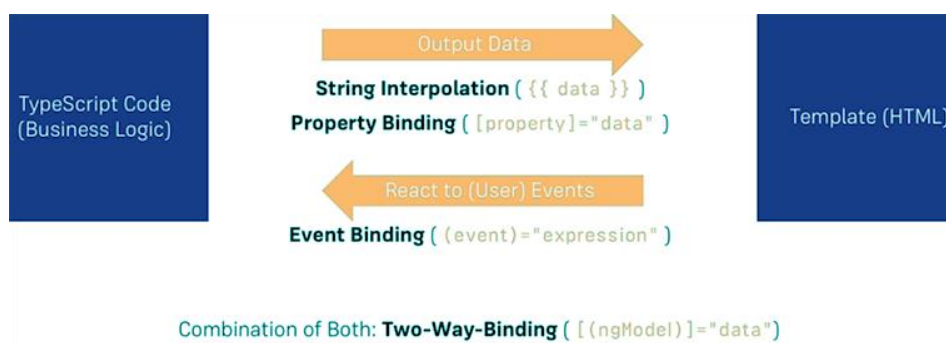 Output Data
String Interpolation ( {{ data }} )
TypeScript Code
(Business Logic)
Property Binding ( [property]="data" )
Template (HTML)
React to (User) Events
Event Binding ( (event)="expression" )
Combination of Both: Two-Way-Binding ( [(ngModel)]="data")